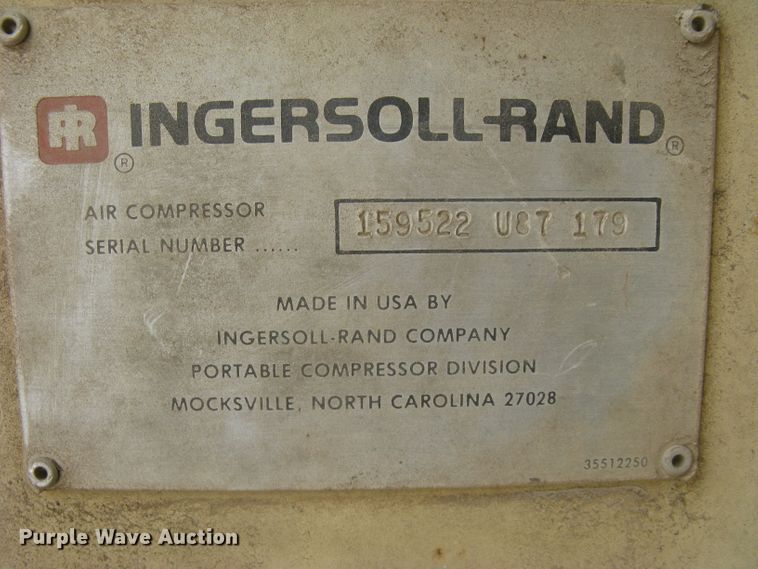 IR ® INGERSOLL-RAND ®
AIR COMPRESSOR
SERIAL NUMBER ...... 159522 U87 179
MADE IN USA BY
INGERSOLL-RAND COMPANY
PORTABLE COMPRESSOR DIVISION
MOCKSVILLE, NORTH CAROLINA 27028
35512250
Purple Wave Auction